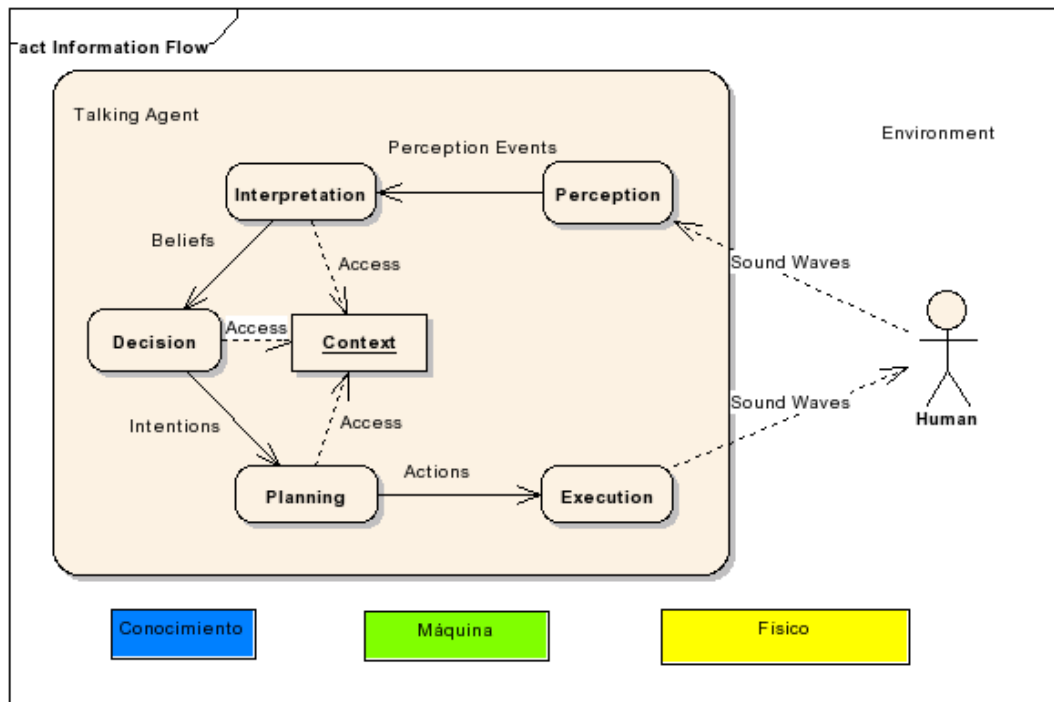 act Information Flow
Talking Agent
Environment
Perception Events
Interpretation
Perception
Beliefs
Access
Sound Waves
Decision
Access
Context
Intentions
Access
Sound Waves
Human
Actions
Planning
Execution
Conocimiento
Máquina
Físico